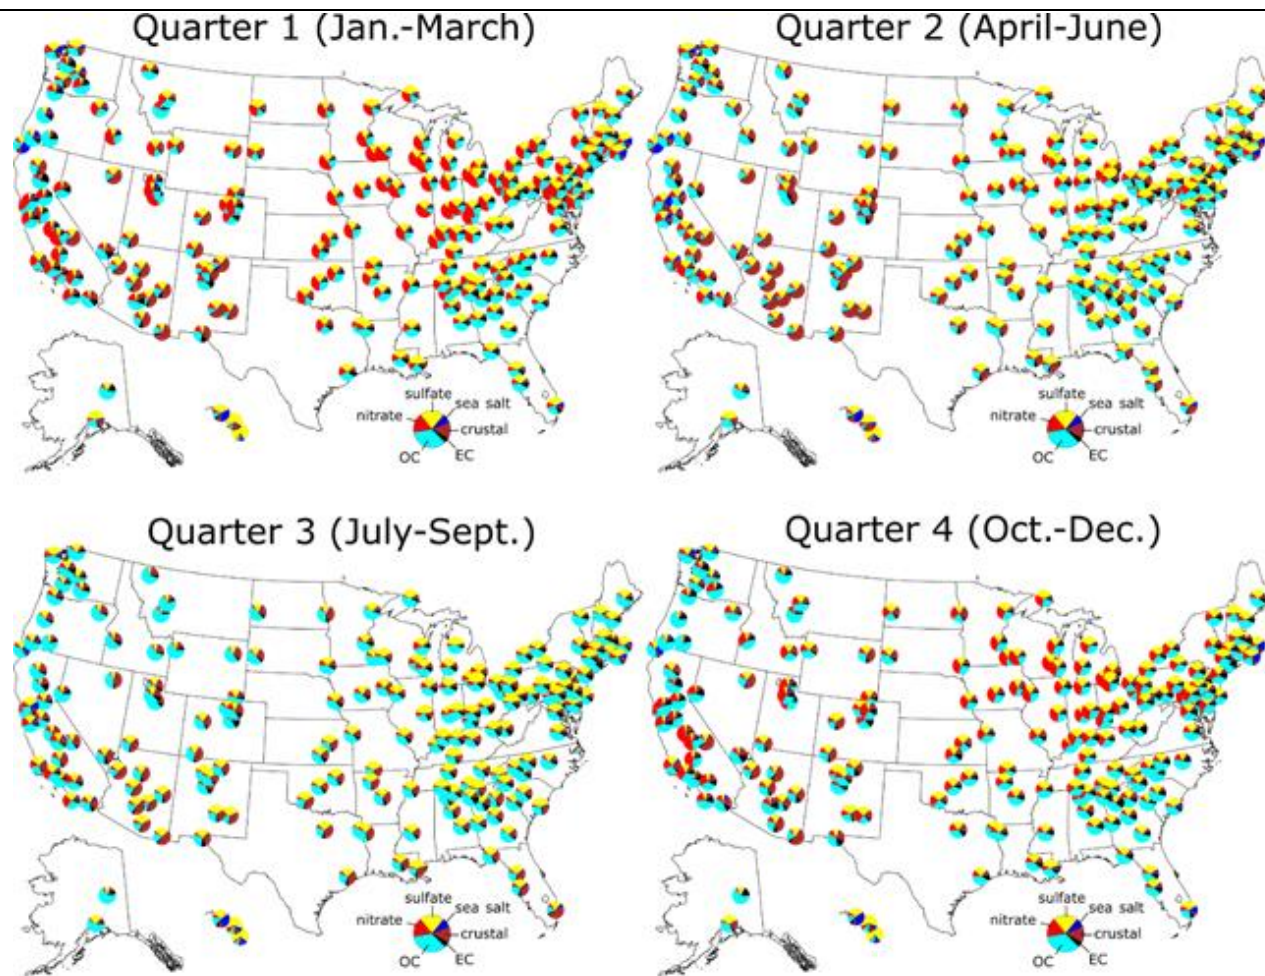 Quarter 1 (Jan.-March)
sulfate
sea salt
nitrate
crustal
OC
EC
Quarter 2 (April-June)
sulfate
sea salt
nitrate
crustal
OC
EC
Quarter 3 (July-Sept.)
sulfate
sea salt
nitrate
crustal
OC
EC
Quarter 4 (Oct.-Dec.)
sulfate
sea salt
nitrate
crustal
OC
EC